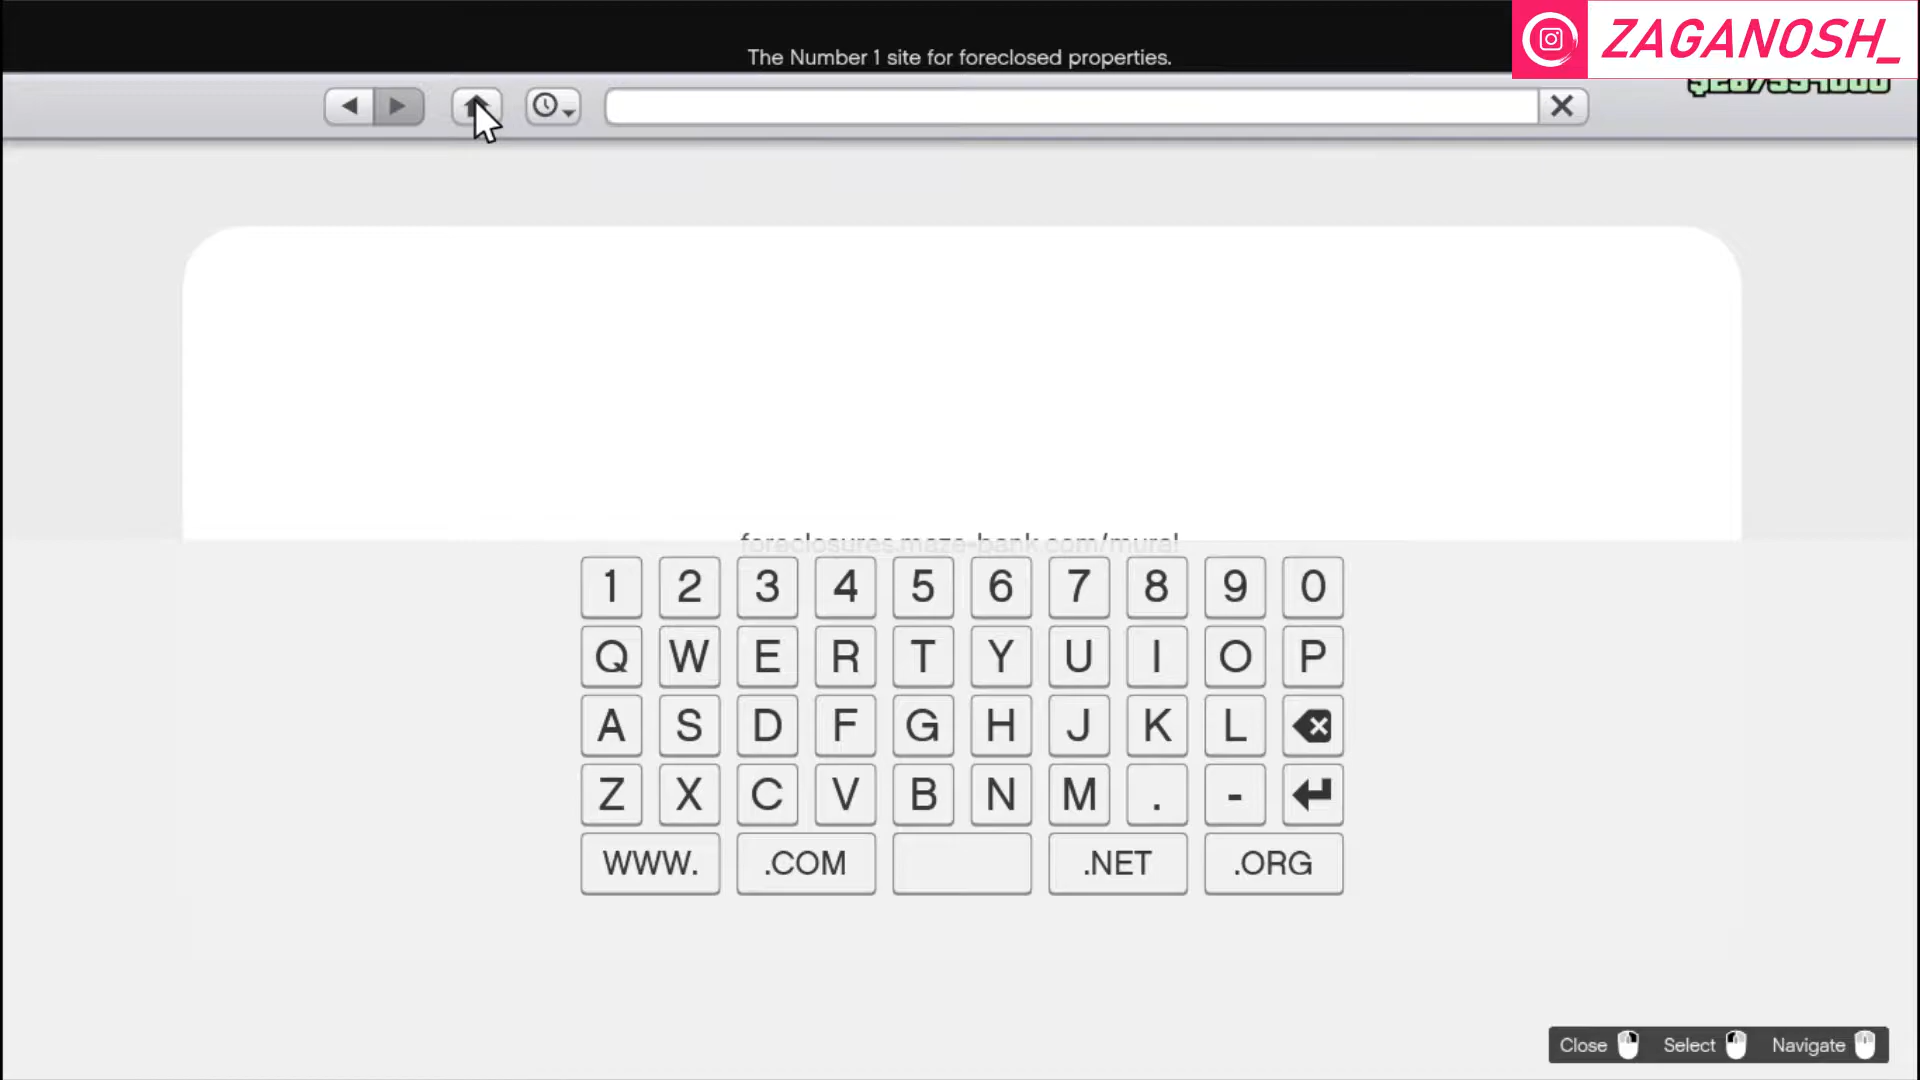 The Number 1 site for foreclosed properties.
ZAGANOSH_
foreclosures.maze-bank.com/mural
1 2 3 4 5 6 7 8 9 0
Q W E R T Y U I O P
A S D F G H J K L
Z X C V B N M . -
WWW. .COM .NET .ORG
Close Select Navigate